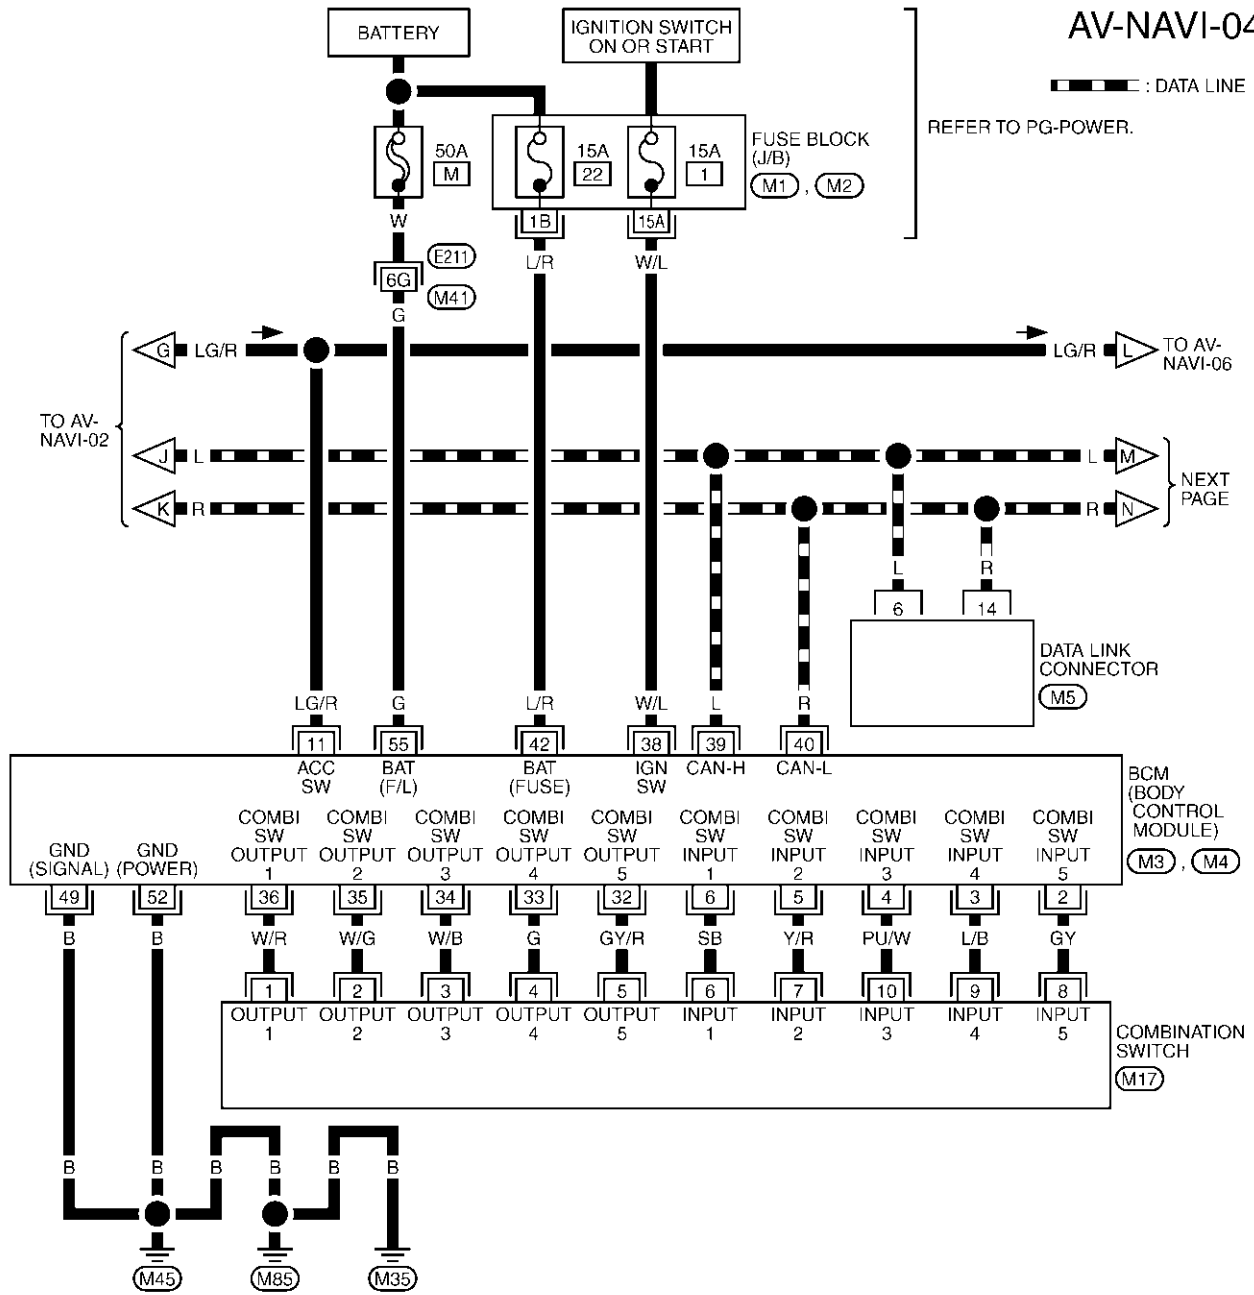 AV-NAVI-04
BATTERY
IGNITION SWITCH
ON OR START
: DATA LINE
REFER TO PG-POWER.
50A
M
15A
22
15A
1
FUSE BLOCK
(J/B)
M1 , M2
W
1B
15A
E211
L/R
W/L
6G
M41
G
G
LG/R
LG/R
L
TO AV-
NAVI-06
TO AV-
NAVI-02
J
L
L
M
K
R
R
N
NEXT
PAGE
L
R
6
14
DATA LINK
CONNECTOR
M5
LG/R
G
L/R
W/L
L
R
11
55
42
38
39
40
ACC
SW
BAT
(F/L)
BAT
(FUSE)
IGN
SW
CAN-H
CAN-L
BCM
(BODY
CONTROL
MODULE)
M3 , M4
GND
(SIGNAL)
GND
(POWER)
COMBI
SW
OUTPUT
1
COMBI
SW
OUTPUT
2
COMBI
SW
OUTPUT
3
COMBI
SW
OUTPUT
4
COMBI
SW
OUTPUT
5
COMBI
SW
INPUT
1
COMBI
SW
INPUT
2
COMBI
SW
INPUT
3
COMBI
SW
INPUT
4
COMBI
SW
INPUT
5
49
52
36
35
34
33
32
6
5
4
3
2
B
B
W/R
W/G
W/B
G
GY/R
SB
Y/R
PU/W
L/B
GY
1
2
3
4
5
6
7
10
9
8
OUTPUT
1
OUTPUT
2
OUTPUT
3
OUTPUT
4
OUTPUT
5
INPUT
1
INPUT
2
INPUT
3
INPUT
4
INPUT
5
COMBINATION
SWITCH
M17
B
B
B
B
B
B
M45
M85
M35